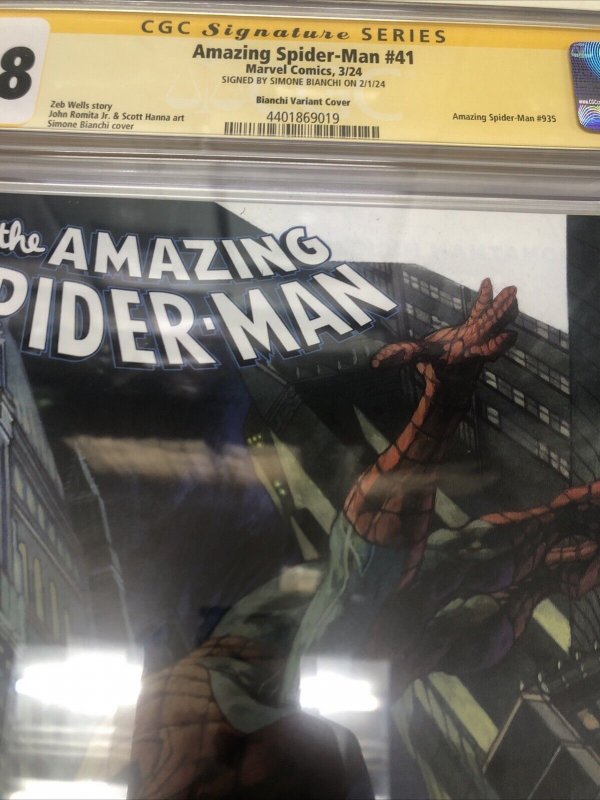 CGC Signature SERIES
8
Amazing Spider-Man #41
Marvel Comics, 3/24
SIGNED BY SIMONE BIANCHI ON 2/1/24
Bianchi Variant Cover
Zeb Wells story
John Romita Jr. & Scott Hanna art
Simone Bianchi cover
4401869019
Amazing Spider-Man #935
the AMAZING
PIDER-MAN